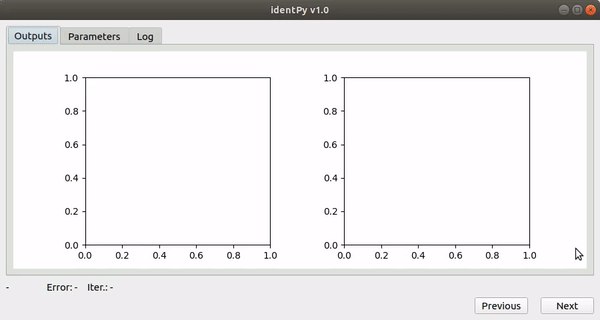 identPy v1.0
Outputs Parameters Log
1.0 1.0
0.8 0.8
0.6 0.6
0.4 0.4
0.2 0.2
0.0 0.0
0.0 0.2 0.4 0.6 0.8 1.0 0.0 0.2 0.4 0.6 0.8 1.0
- Error: - Iter.: -
Previous Next